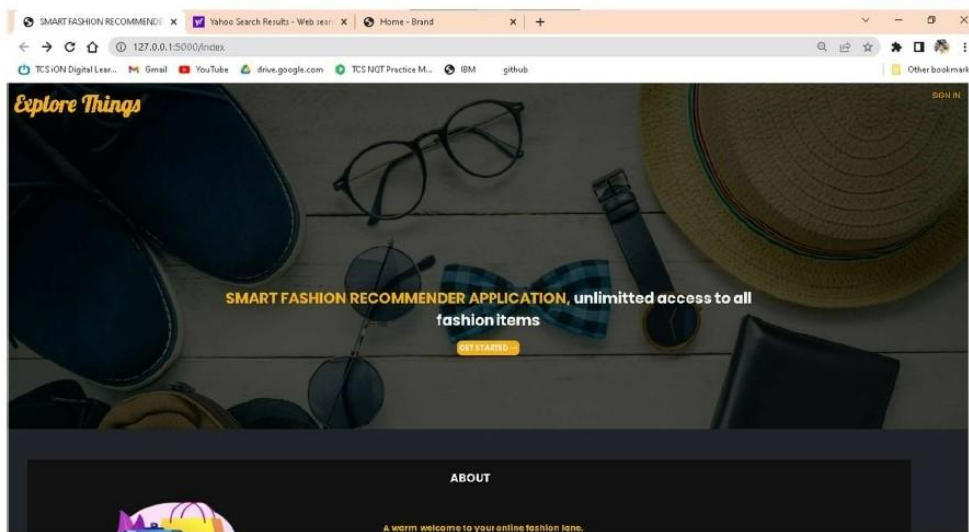 SMART FASHION RECOMMENDE
Yahoo Search Results - Web sear
Home - Brand
127.0.0.1:5000/index
TCS iON Digital Lear...
Gmail
YouTube
drive.google.com
TCS NQT Practice M...
IBM
github
Other bookmark
Explore Things
SIGN IN
SMART FASHION RECOMMENDER APPLICATION, unlimitted access to all
fashion items
GET STARTED
ABOUT
A warm welcome to your online fashion lane.